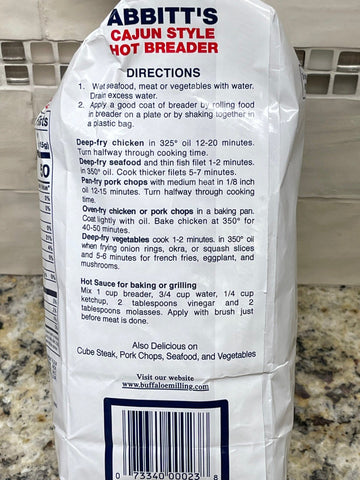 ABBITT'S
CAJUN STYLE
HOT BREADER
DIRECTIONS
1. Wet seafood, meat or vegetables with water.
Drain excess water.
2. Apply a good coat of breader by rolling food
in breader on a plate or by shaking together in
a plastic bag.
Deep-fry chicken in 325° oil 12-20 minutes.
Turn halfway through cooking time.
Deep-fry seafood and thin fish filet 1-2 minutes.
in 350° oil. Cook thicker filets 5-7 minutes.
Pan-fry pork chops with medium heat in 1/8 inch
oil 12-15 minutes. Turn halfway through cooking
time.
Oven-fry chicken or pork chops in a baking pan.
Coat lightly with oil. Bake chicken at 350° for
40-50 minutes.
Deep-fry vegetables cook 1-2 minutes. in 350° oil
when frying onion rings, okra, or squash slices
and 5-6 minutes for french fries, eggplant, and
mushrooms.
Hot Sauce for baking or grilling
Mix 1 cup breader, 3/4 cup water, 1/4 cup
ketchup, 2 tablespoons vinegar and 2
tablespoons molasses. Apply with brush just
before meat is done.
Also Delicious on
Cube Steak, Pork Chops, Seafood, and Vegetables
Visit our website
www.buffaloemilling.com
0 73340 00023 8